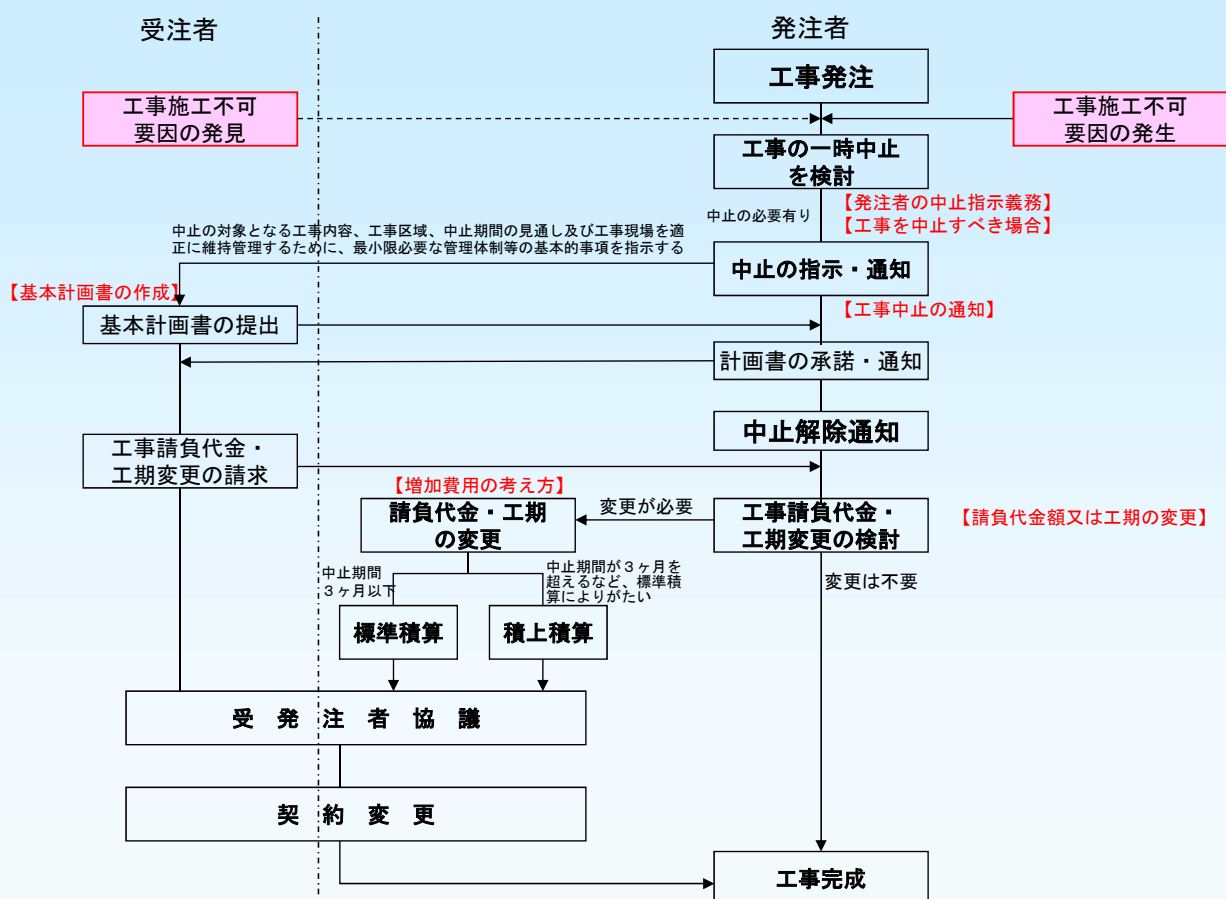 受注者
発注者
工事発注
工事施工不可
要因の発見
工事施工不可
要因の発生
工事の一時中止
を検討
【発注者の中止指示義務】
【工事を中止すべき場合】
中止の必要有り
中止の対象となる工事内容、工事区域、中止期間の見通し及び工事現場を適
正に維持管理するために、最小限必要な管理体制等の基本的事項を指示する
中止の指示・通知
【基本計画書の作成】
【工事中止の通知】
基本計画書の提出
計画書の承諾・通知
中止解除通知
工事請負代金・
工期変更の請求
【増加費用の考え方】
請負代金・工期
の変更
変更が必要
工事請負代金・
工期変更の検討
【請負代金額又は工期の変更】
中止期間
３ヶ月以下
中止期間が３ヶ月を
超えるなど、標準積
算によりがたい
変更は不要
標準積算
積上積算
受 発 注 者 協 議
契 約 変 更
工事完成